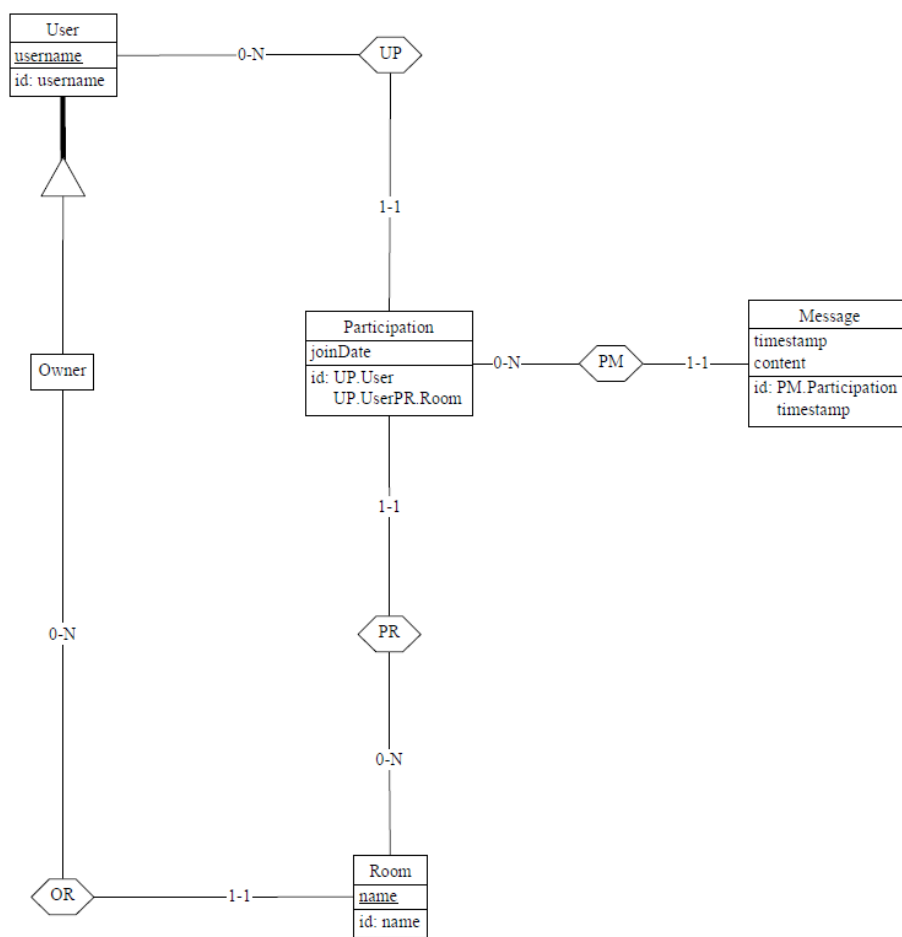 User
username
id: username
0-N
UP
1-1
Participation
joinDate
id: UP.User
UP.UserPR.Room
0-N
PM
1-1
Message
timestamp
content
id: PM.Participation
timestamp
Owner
1-1
0-N
PR
0-N
OR
1-1
Room
name
id: name